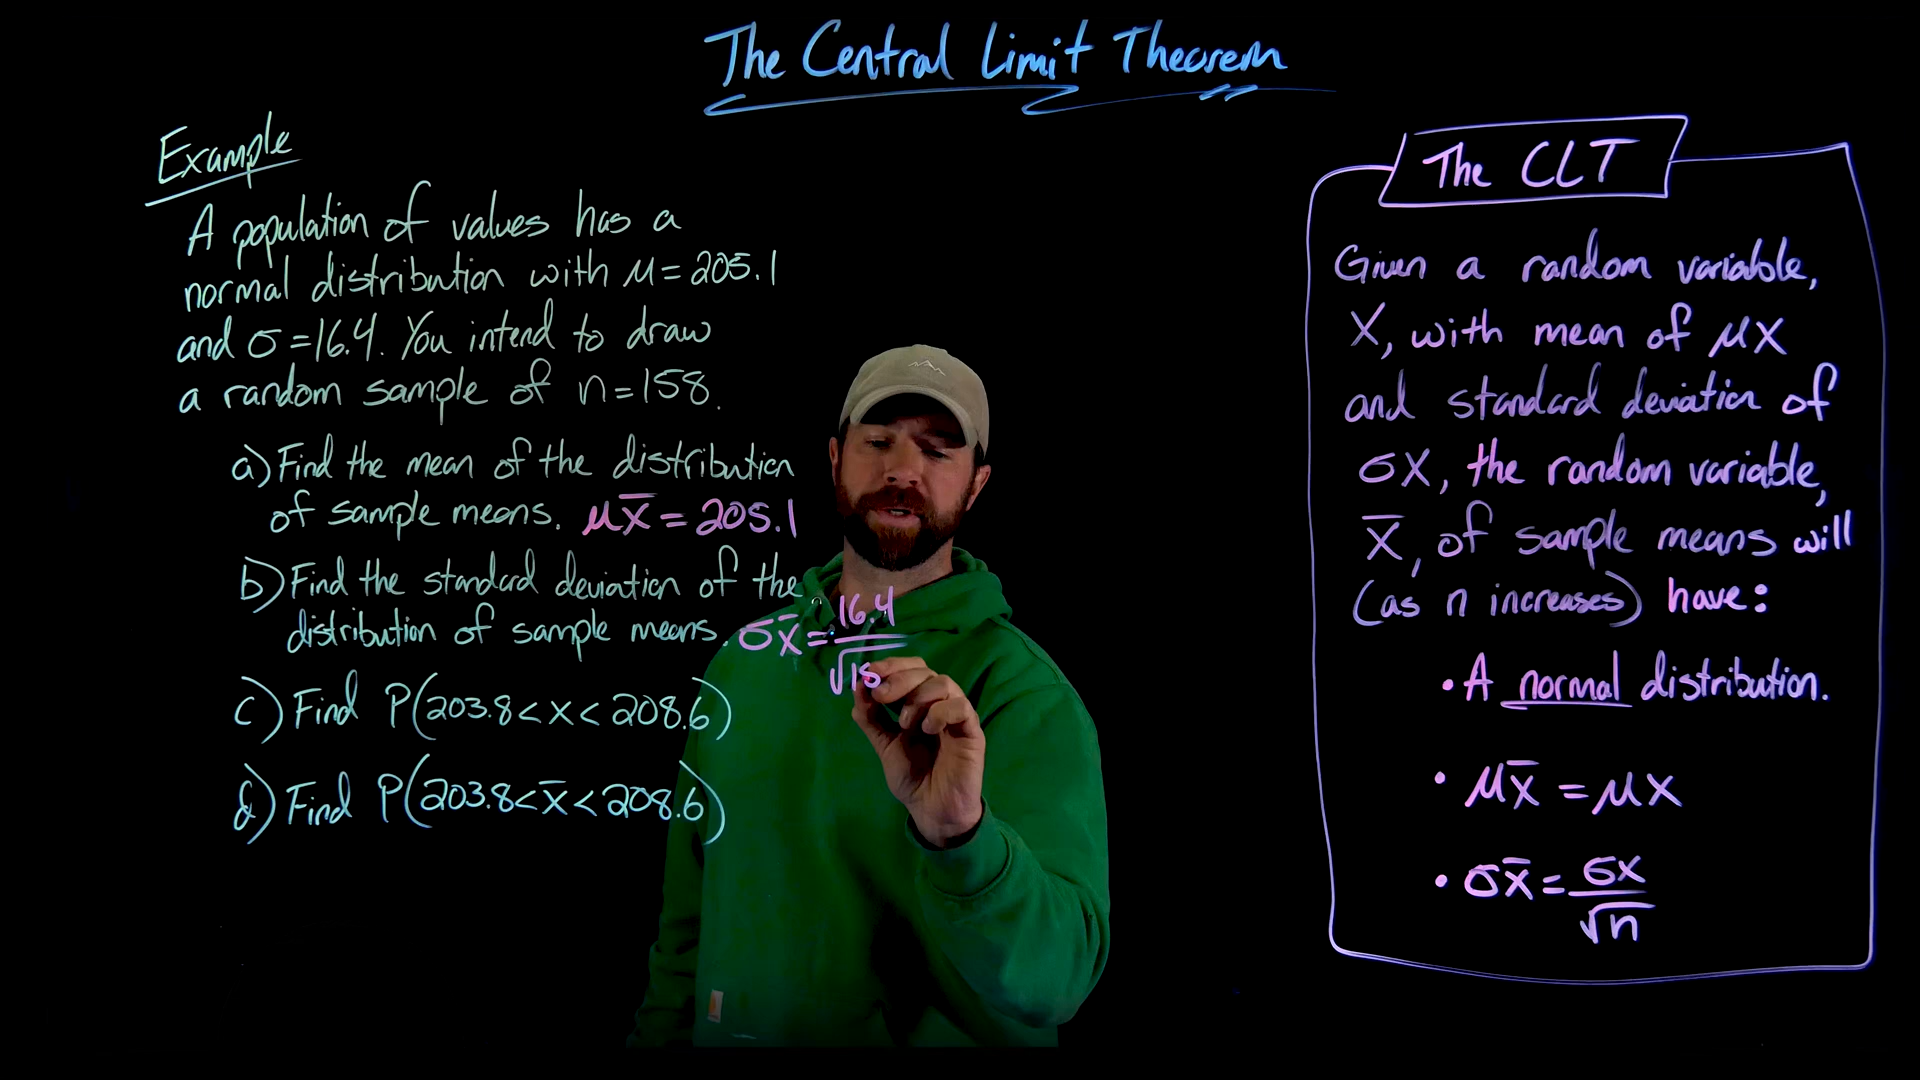 The Central Limit Theorem
Example
A population of values has a
normal distribution with μ = 205.1
and σ = 16.4. You intend to draw
a random sample of n = 158.
a) Find the mean of the distribution
of sample means. μx̄ = 205.1
b) Find the standard deviation of the
distribution of sample means. σx̄ = 16.4/√15
c) Find P(203.8 < x < 208.6)
d) Find P(203.8 < x̄ < 208.6)
The CLT
Given a random variable,
X, with mean of μx
and standard deviation of
σx, the random variable,
x̄, of sample means will
(as n increases) have:
• A normal distribution.
• μx̄ = μx
• σx̄ = σx/√n